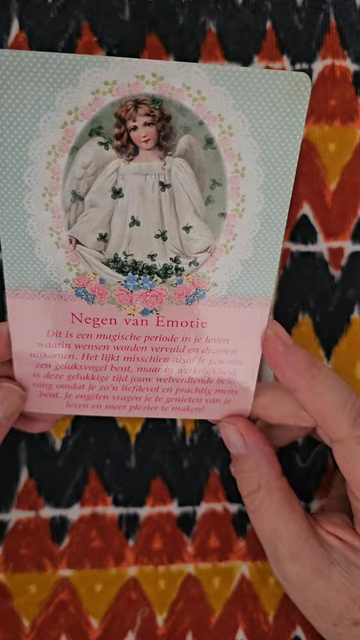 Negen van Emotie
Dit is een magische periode in je leven
waarin wensen worden vervuld en dromen
uitkomen. Het lijkt misschien alsof je gewoon
een geluksvogel bent, maar in werkelijkheid
is deze gelukkige tijd jouw welverdiende belo-
ning omdat je zo'n liefdevol en prachtig mens
bent. Je engelen vragen je te genieten van je
leven en meer plezier te maken!